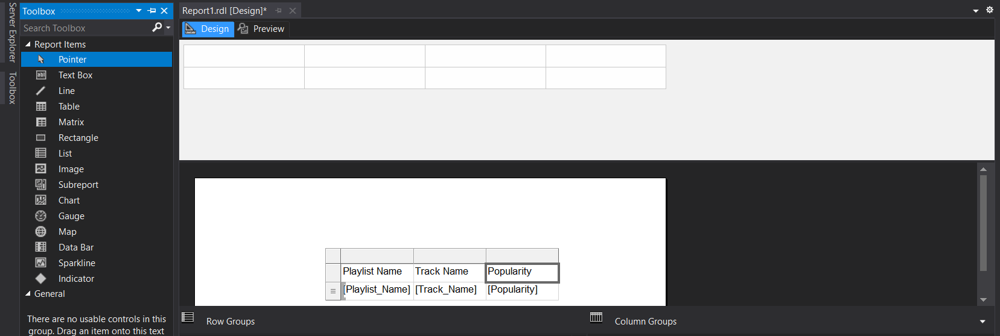 Server Explorer
Toolbox
Toolbox
Search Toolbox
Report Items
Pointer
Text Box
Line
Table
Matrix
Rectangle
List
Image
Subreport
Chart
Gauge
Map
Data Bar
Sparkline
Indicator
General
There are no usable controls in this
group. Drag an item onto this text
Report1.rdl [Design]*
Design Preview
Playlist Name Track Name Popularity
[Playlist_Name] [Track_Name] [Popularity]
Row Groups Column Groups